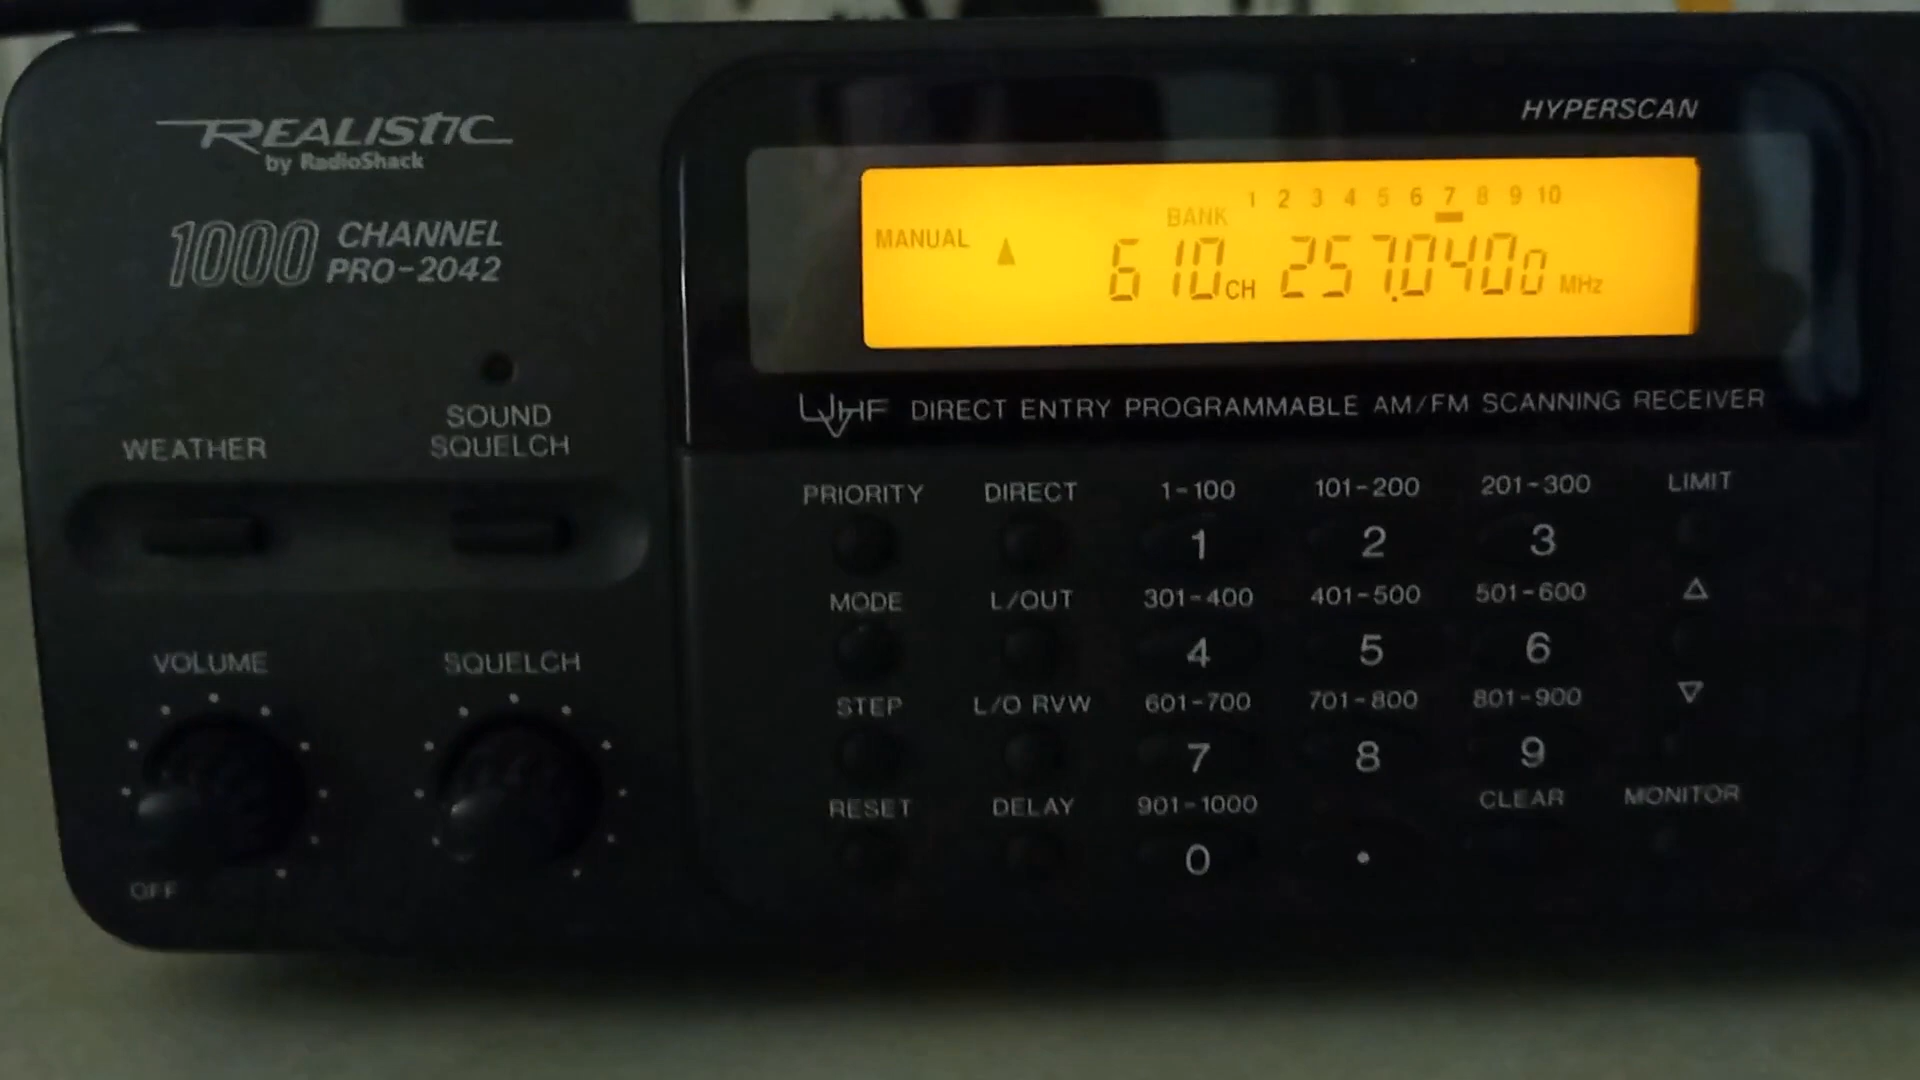 REALISTIC
by RadioShack
1000 CHANNEL
PRO-2042
HYPERSCAN
1 2 3 4 5 6 7 8 9 10
BANK
MANUAL ▲ 610 CH 257.0400 MHz
UVHF DIRECT ENTRY PROGRAMMABLE AM/FM SCANNING RECEIVER
SOUND
SQUELCH
WEATHER
VOLUME SQUELCH
OFF
PRIORITY DIRECT 1-100 101-200 201-300 LIMIT
1 2 3
MODE L/OUT 301-400 401-500 501-600 △
4 5 6
STEP L/O RVW 601-700 701-800 801-900 ▽
7 8 9
RESET DELAY 901-1000 CLEAR MONITOR
0 .